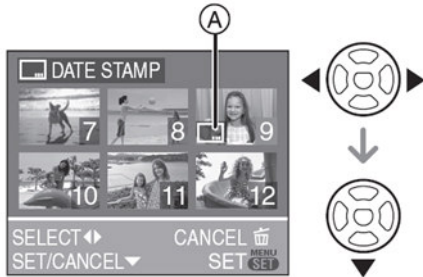 A
DATE STAMP
7 8 9
10 11 12
SELECT CANCEL
SET/CANCEL SET MENU SET